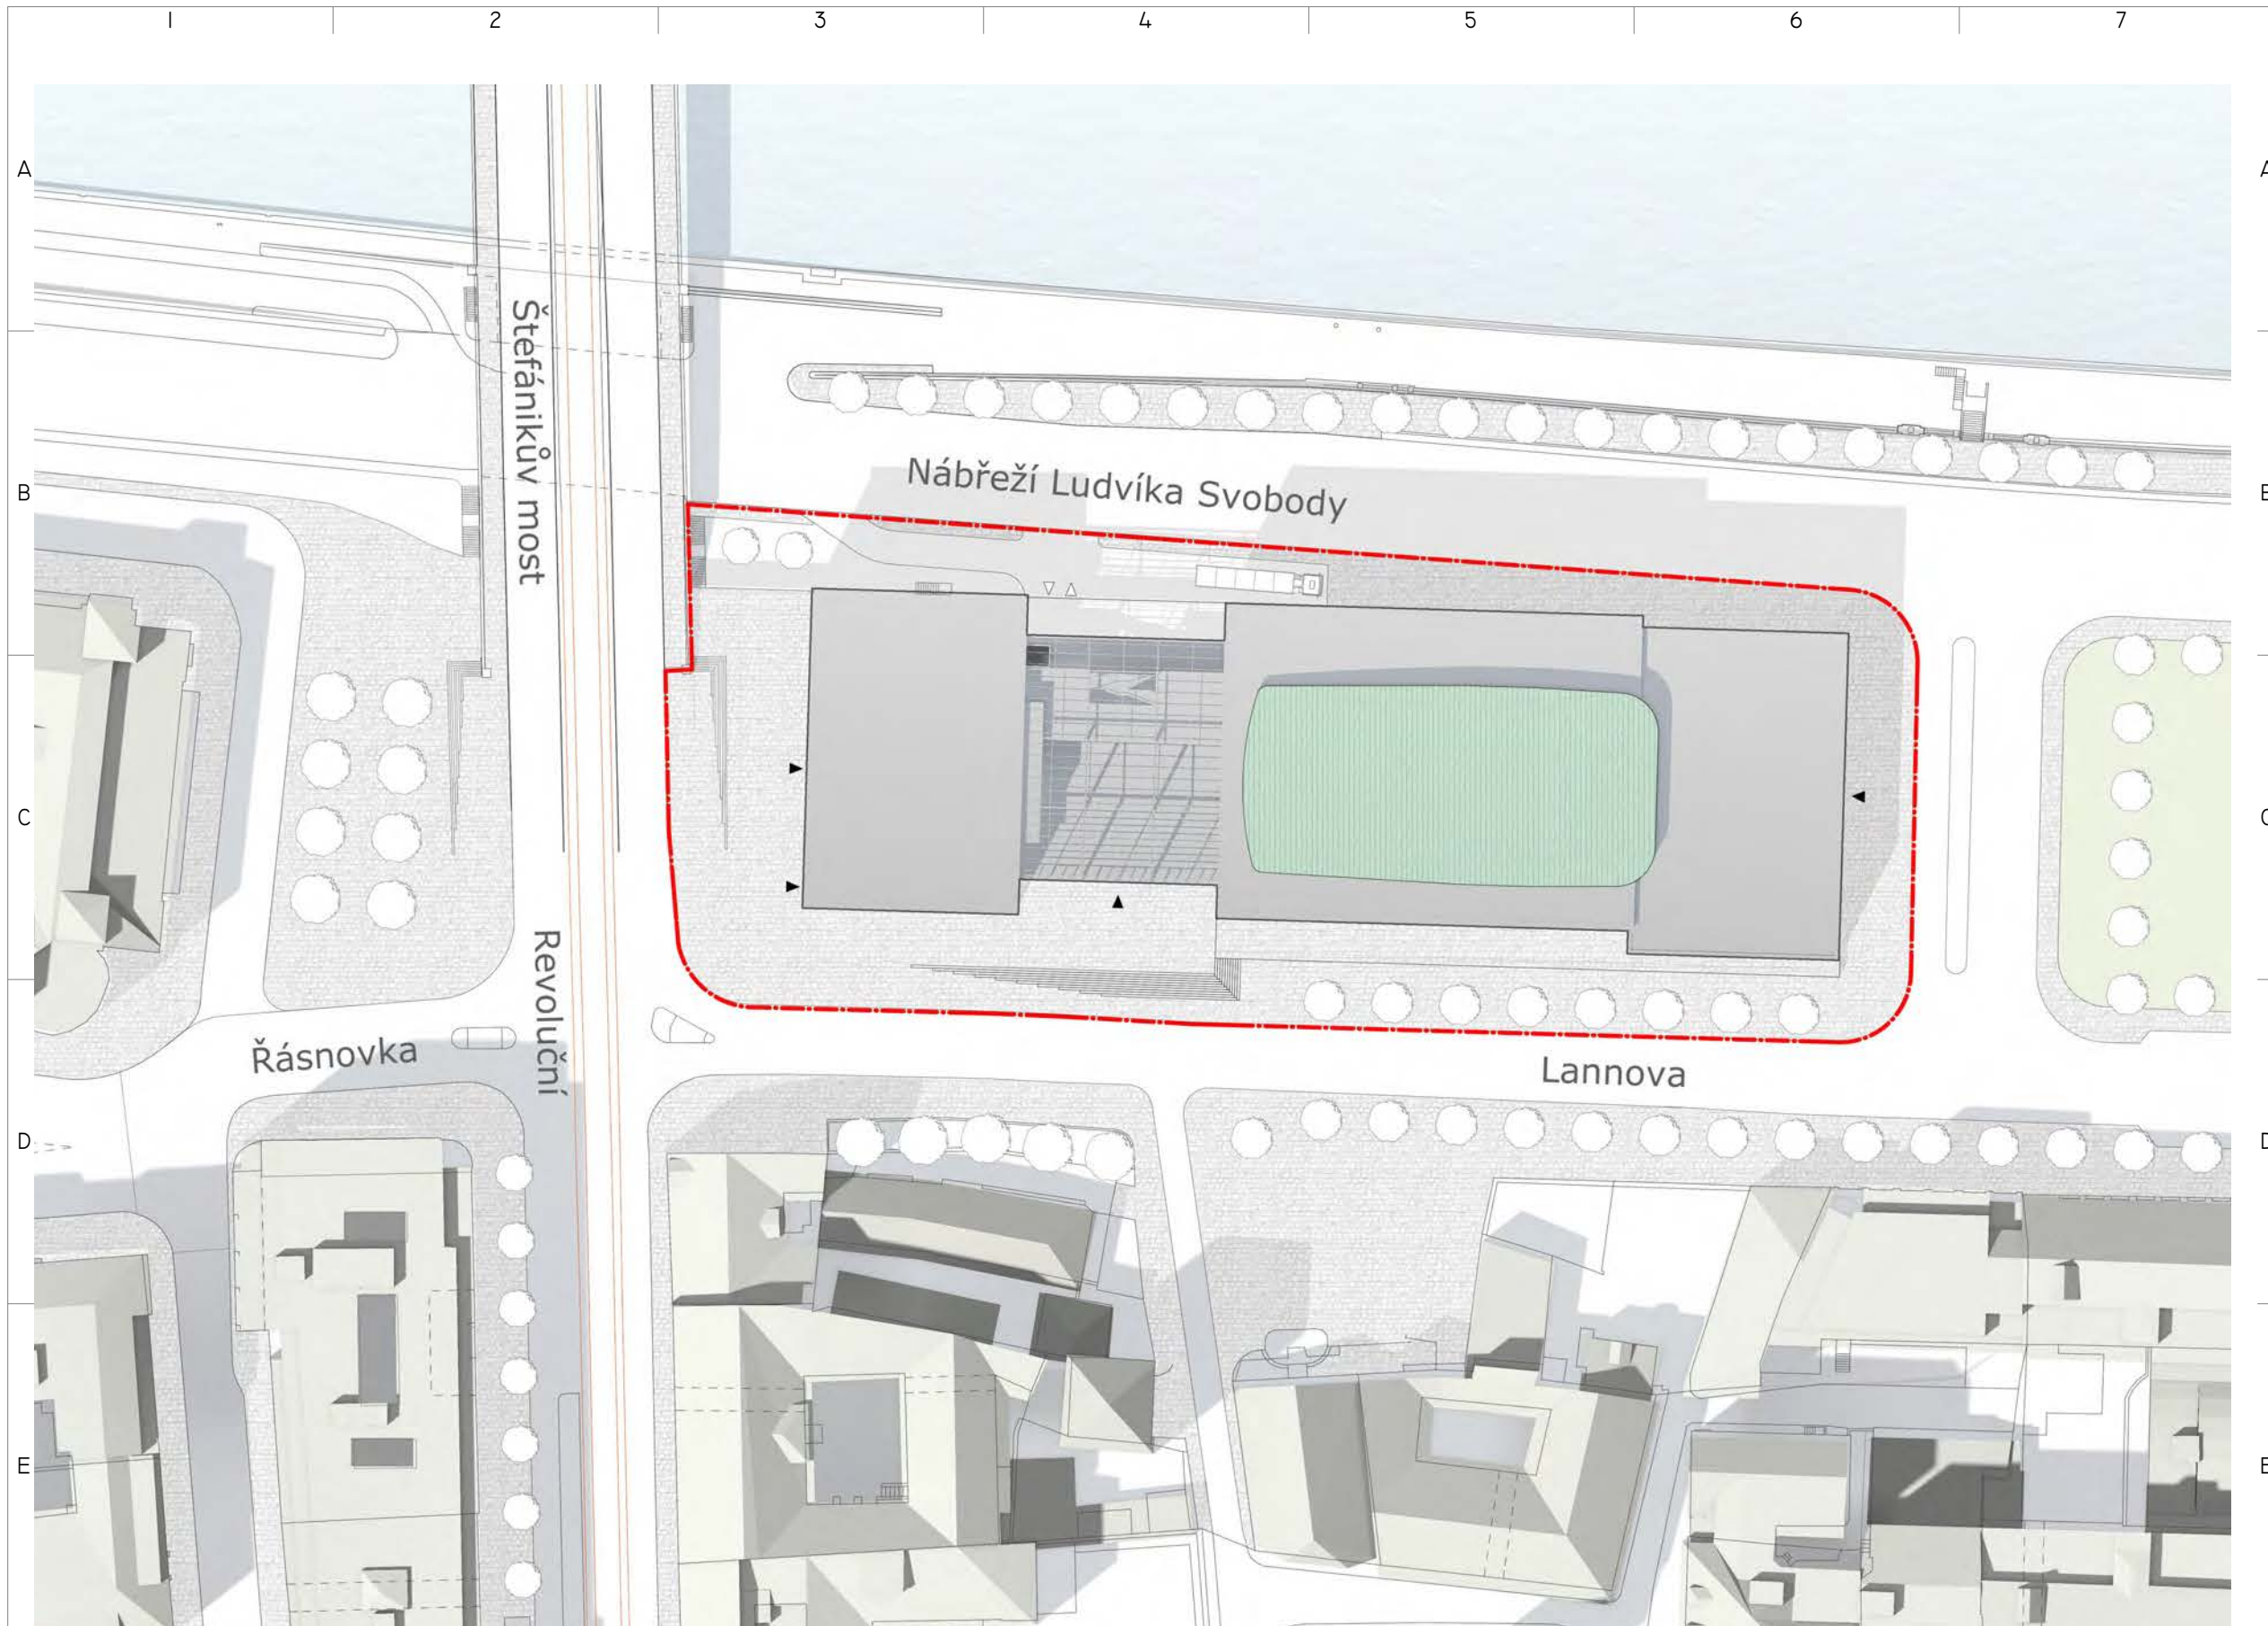 1 2 3 4 5 6 7
A A
Štefánikův most
Nábřeží Ludvíka Svobody
B B
C C
Revoluční
Řásnovka
Lannova
D D
E E